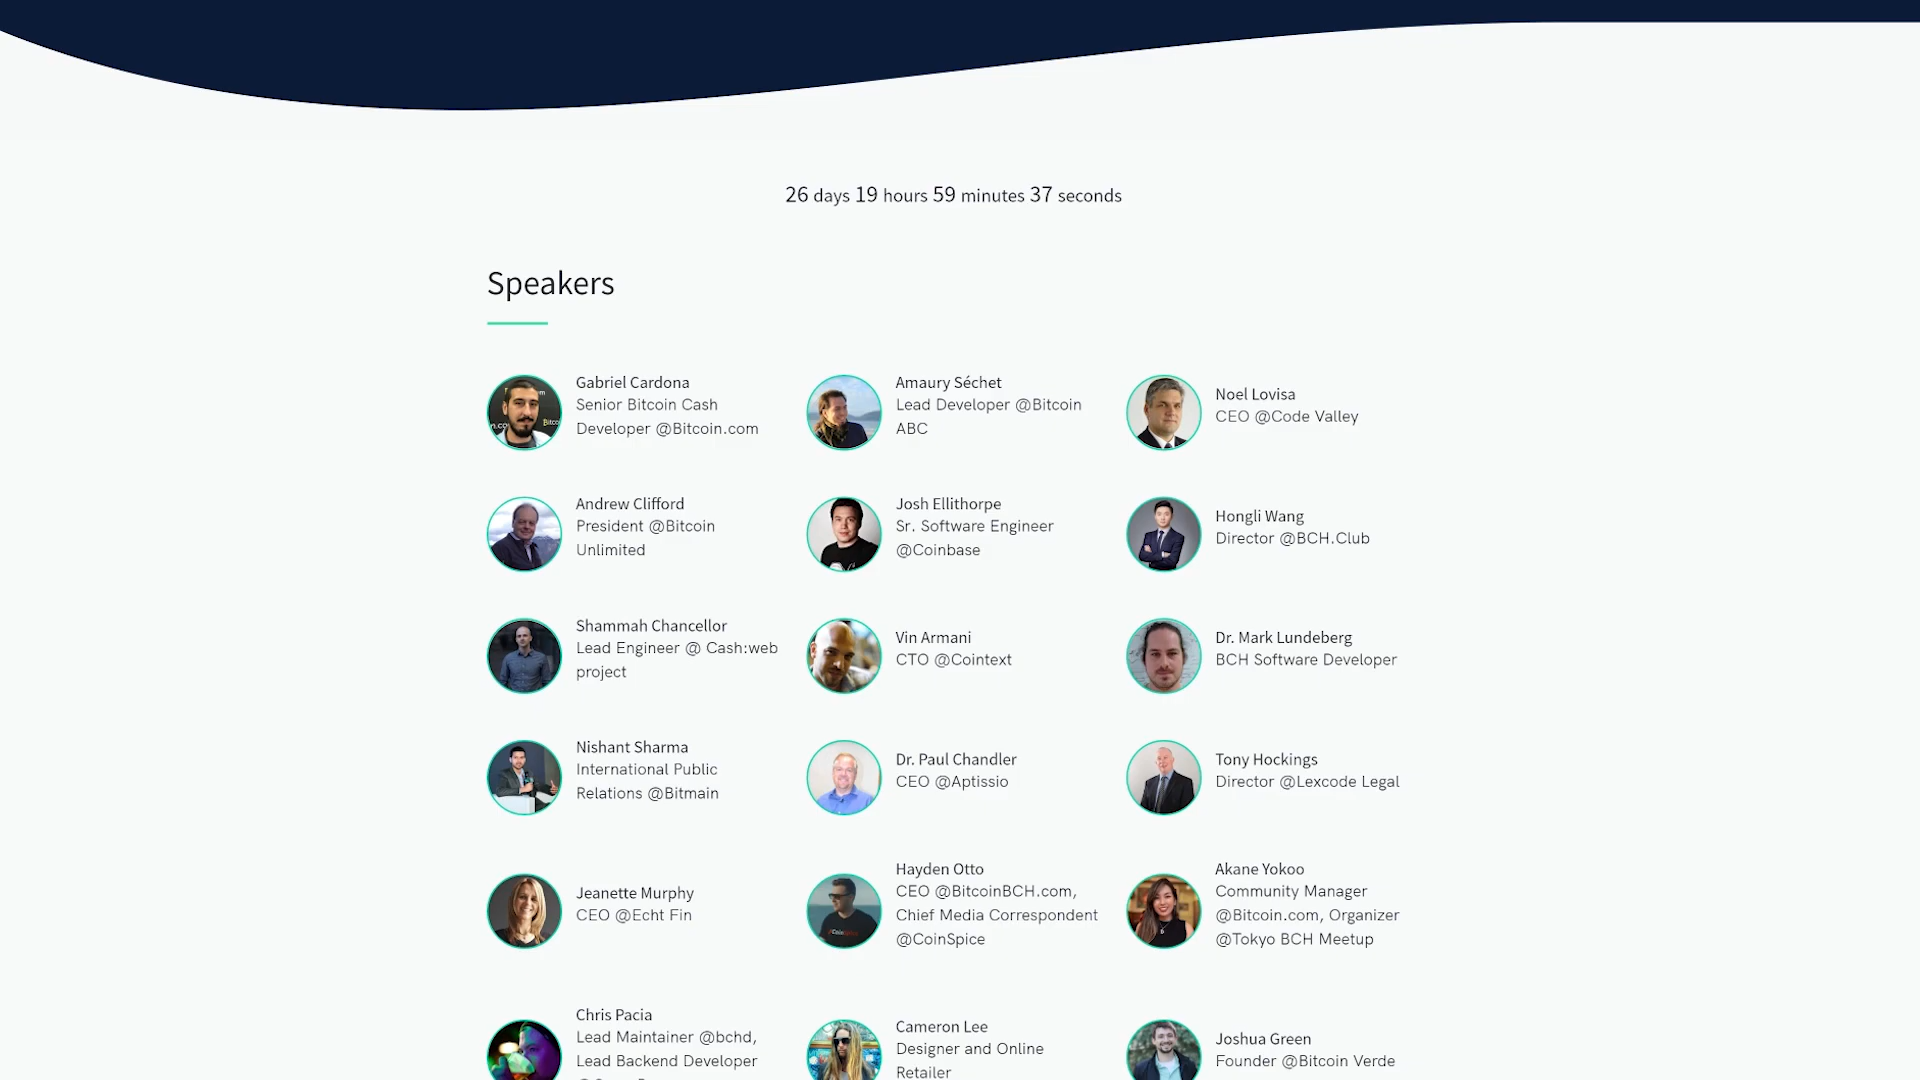 26 days 19 hours 59 minutes 37 seconds
Speakers
Gabriel Cardona
Senior Bitcoin Cash
Developer @Bitcoin.com
Amaury Séchet
Lead Developer @Bitcoin
ABC
Noel Lovisa
CEO @Code Valley
Andrew Clifford
President @Bitcoin
Unlimited
Josh Ellithorpe
Sr. Software Engineer
@Coinbase
Hongli Wang
Director @BCH.Club
Shammah Chancellor
Lead Engineer @ Cash:web
project
Vin Armani
CTO @Cointext
Dr. Mark Lundeberg
BCH Software Developer
Nishant Sharma
International Public
Relations @Bitmain
Dr. Paul Chandler
CEO @Aptissio
Tony Hockings
Director @Lexcode Legal
Jeanette Murphy
CEO @Echt Fin
Hayden Otto
CEO @BitcoinBCH.com,
Chief Media Correspondent
@CoinSpice
Akane Yokoo
Community Manager
@Bitcoin.com, Organizer
@Tokyo BCH Meetup
Chris Pacia
Lead Maintainer @bchd,
Lead Backend Developer
Cameron Lee
Designer and Online
Retailer
Joshua Green
Founder @Bitcoin Verde